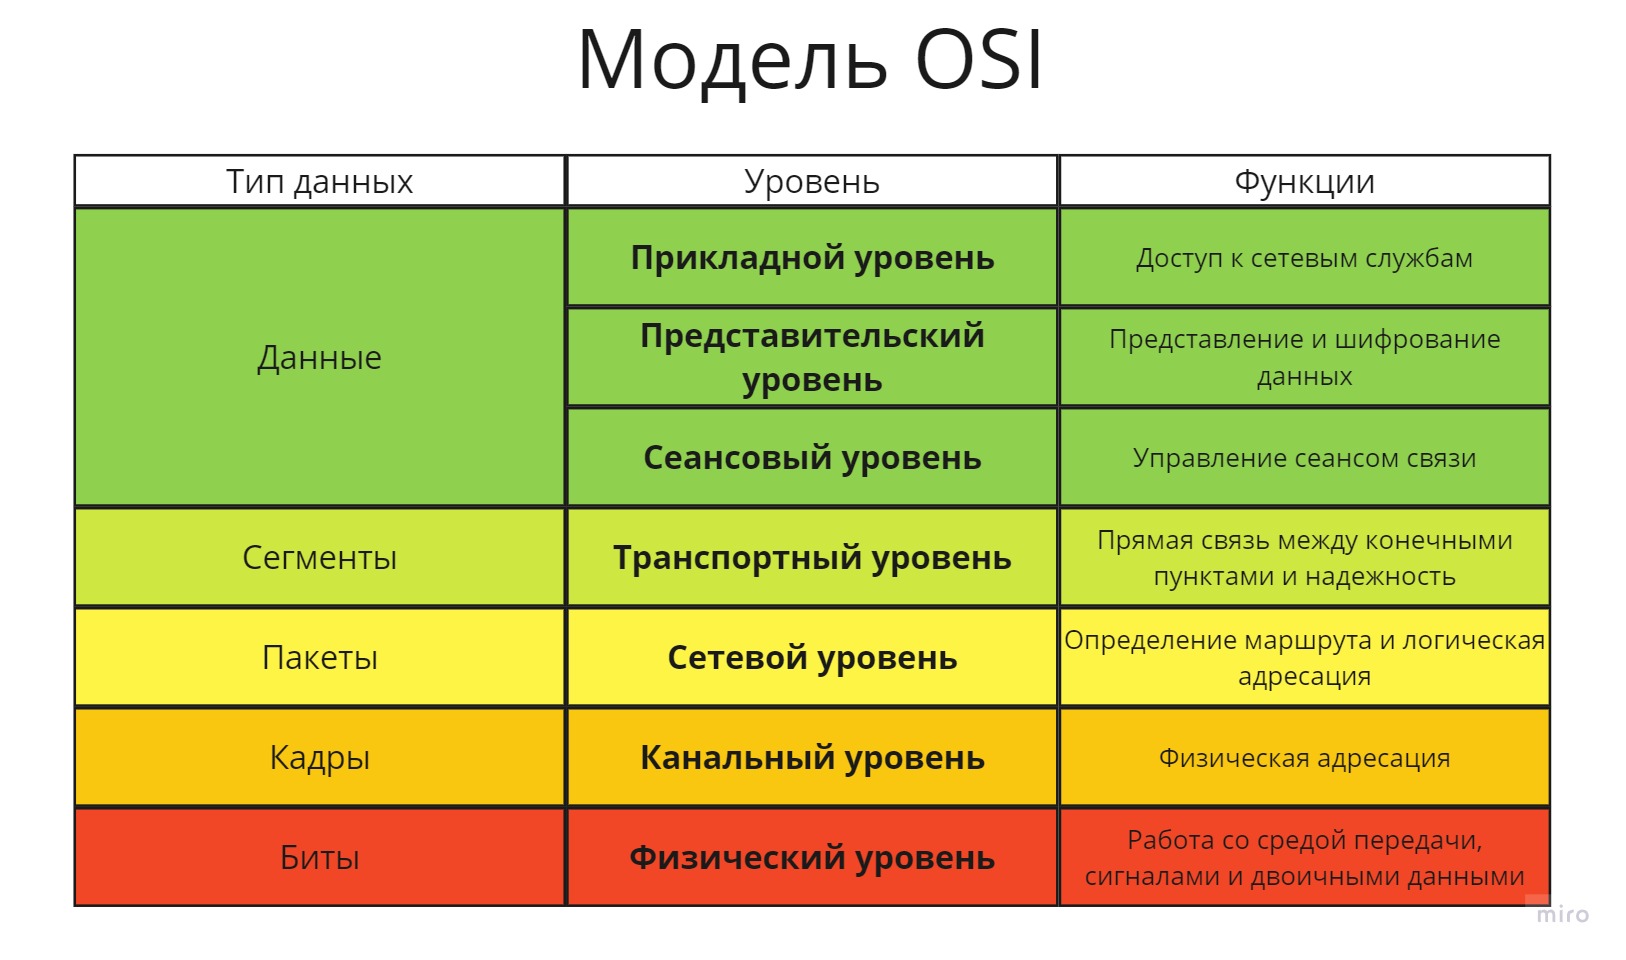 Модель OSI
Тип данных
Уровень
Функции
Данные
Прикладной уровень
Доступ к сетевым службам
Представительский
уровень
Представление и шифрование
данных
Сеансовый уровень
Управление сеансом связи
Сегменты
Транспортный уровень
Прямая связь между конечными
пунктами и надежность
Пакеты
Сетевой уровень
Определение маршрута и логическая
адресация
Кадры
Канальный уровень
Физическая адресация
Биты
Физический уровень
Работа со средой передачи,
сигналами и двоичными данными
miro